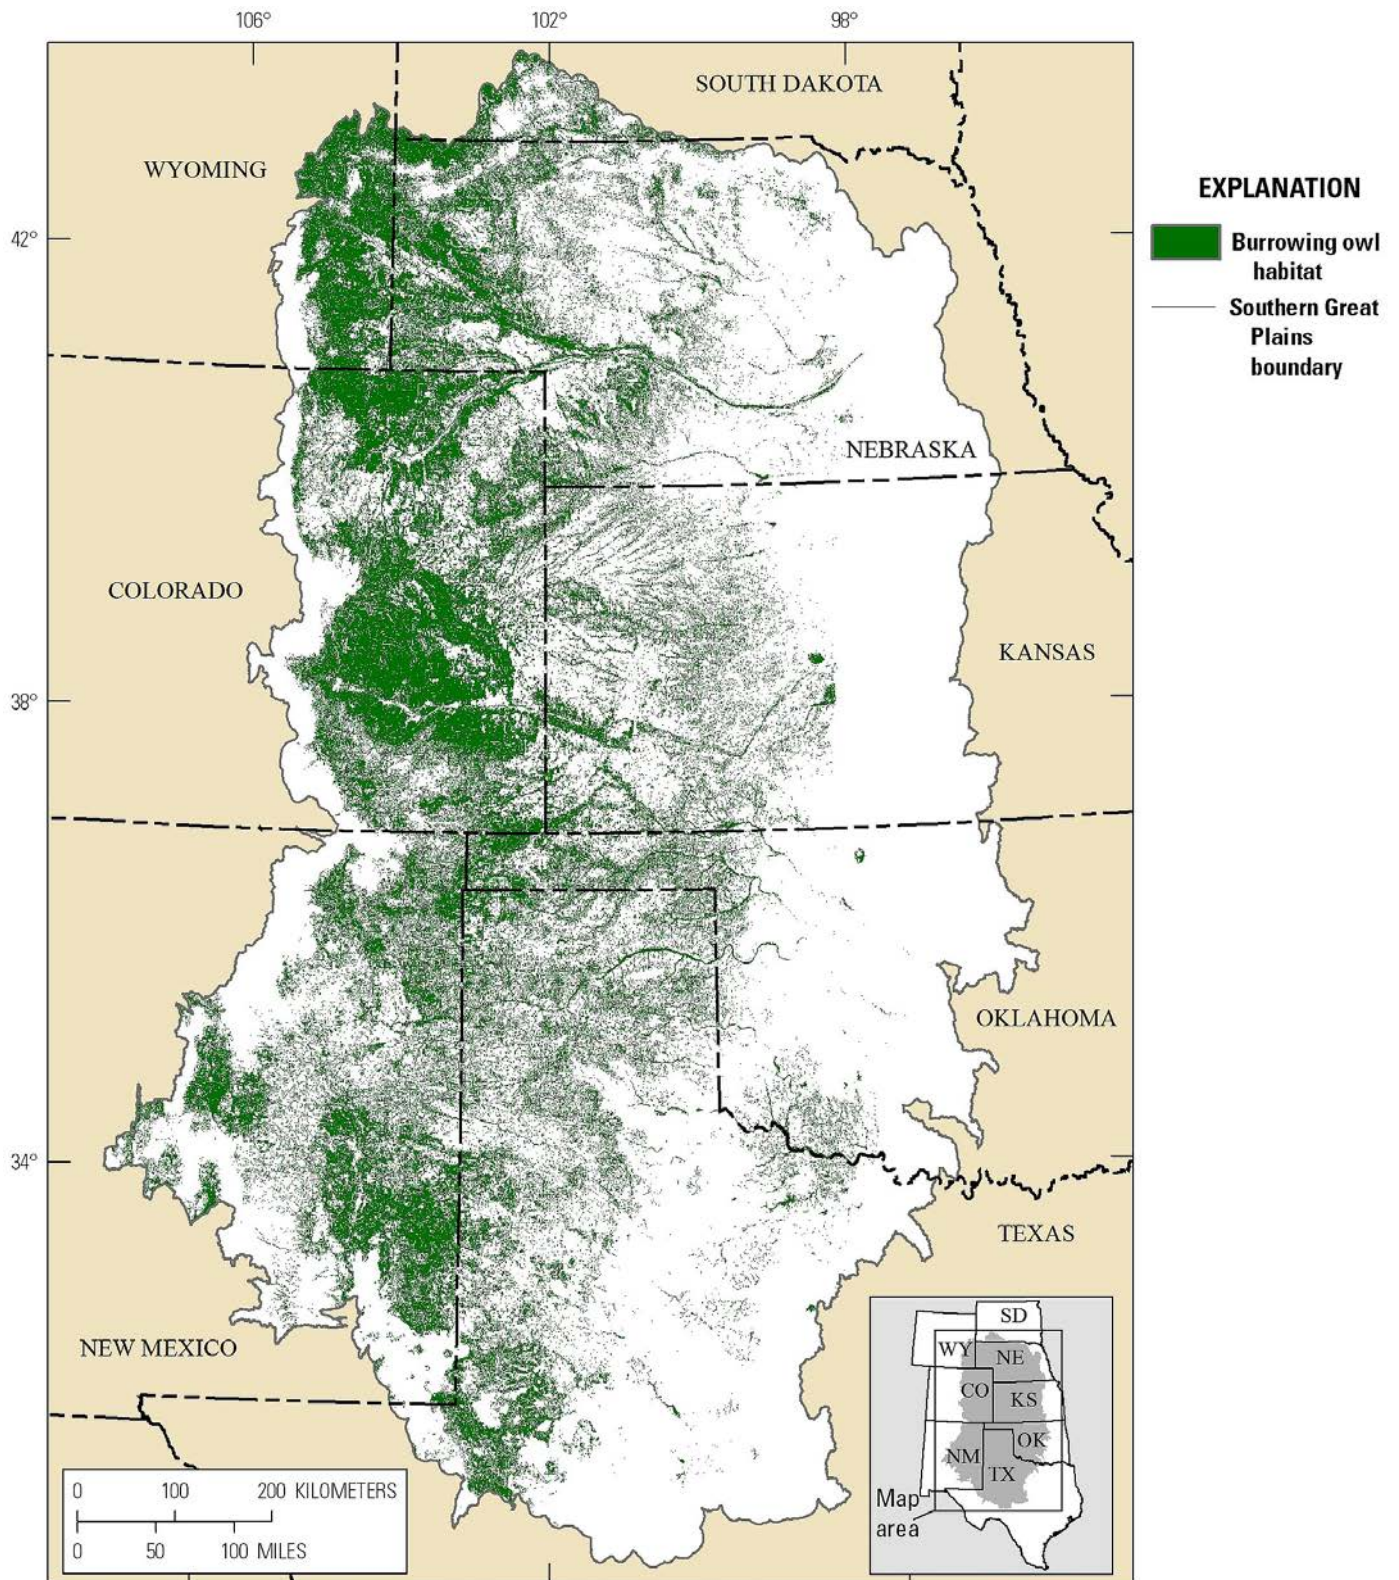 106°
102°
98°
SOUTH DAKOTA
WYOMING
EXPLANATION
Burrowing owl
habitat
Southern Great
Plains
boundary
42°
NEBRASKA
COLORADO
KANSAS
38°
OKLAHOMA
34°
TEXAS
NEW MEXICO
SD
WY
NE
CO
KS
OK
NM
TX
Map
area
0 100 200 KILOMETERS
0 50 100 MILES